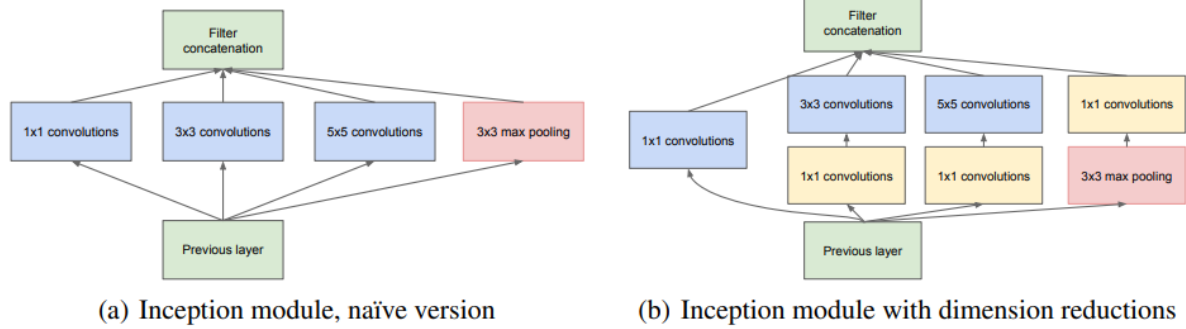 Filter
concatenation
1x1 convolutions
3x3 convolutions
5x5 convolutions
3x3 max pooling
Previous layer
(a) Inception module, naïve version
Filter
concatenation
3x3 convolutions
5x5 convolutions
1x1 convolutions
1x1 convolutions
1x1 convolutions
1x1 convolutions
3x3 max pooling
Previous layer
(b) Inception module with dimension reductions